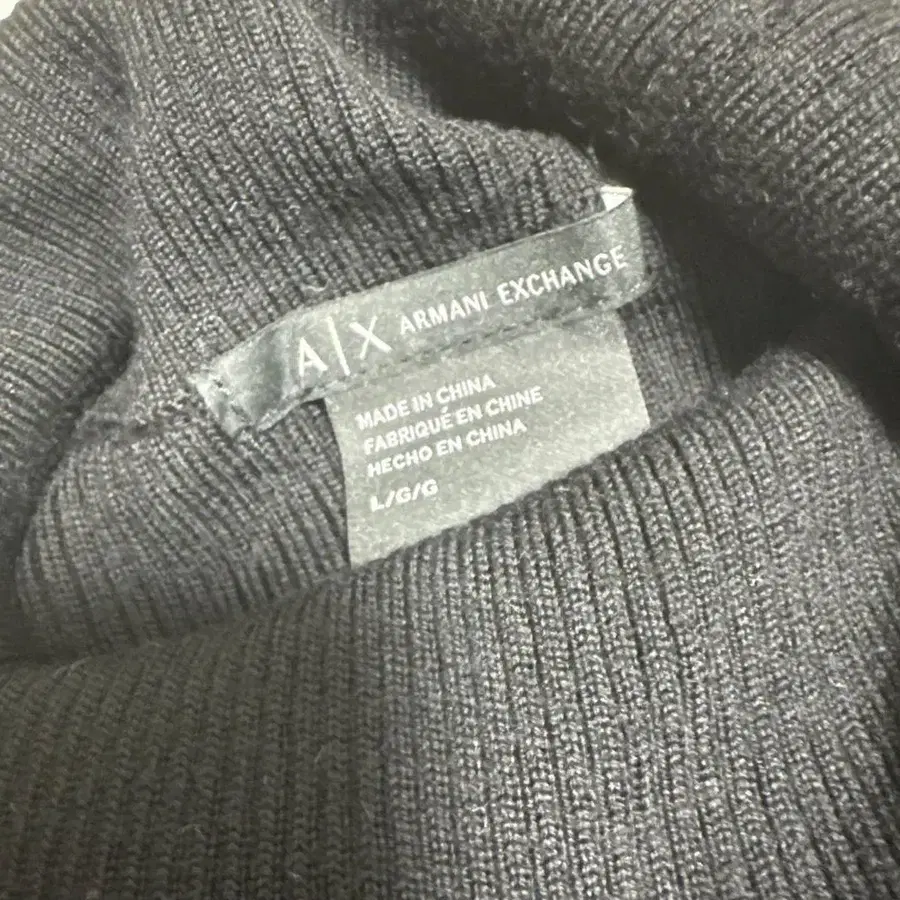 A|X ARMANI EXCHANGE
MADE IN CHINA
FABRIQUÉ EN CHINE
HECHO EN CHINA
L/G/G